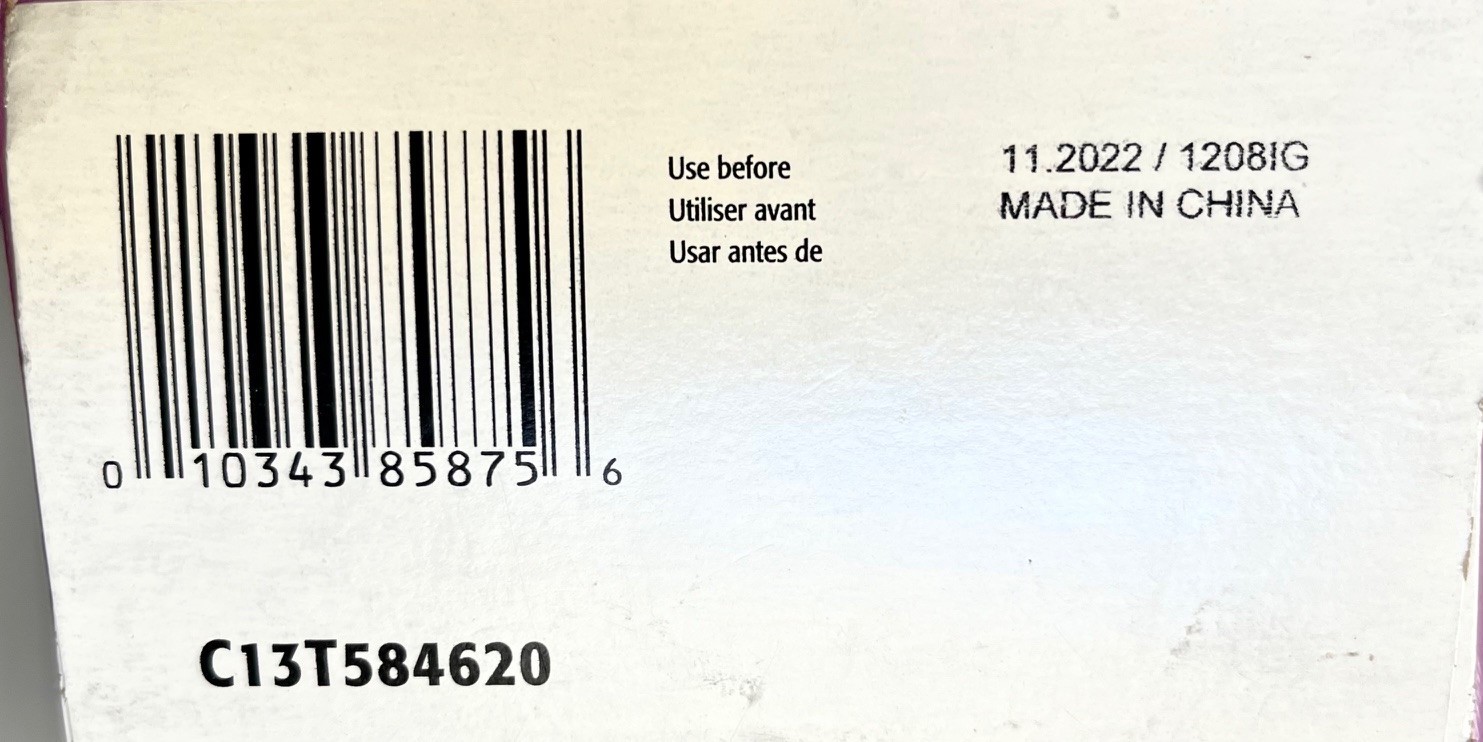 Use before
Utiliser avant
Usar antes de
11.2022 / 1208IG
MADE IN CHINA
0 10343 85875 6
C13T584620